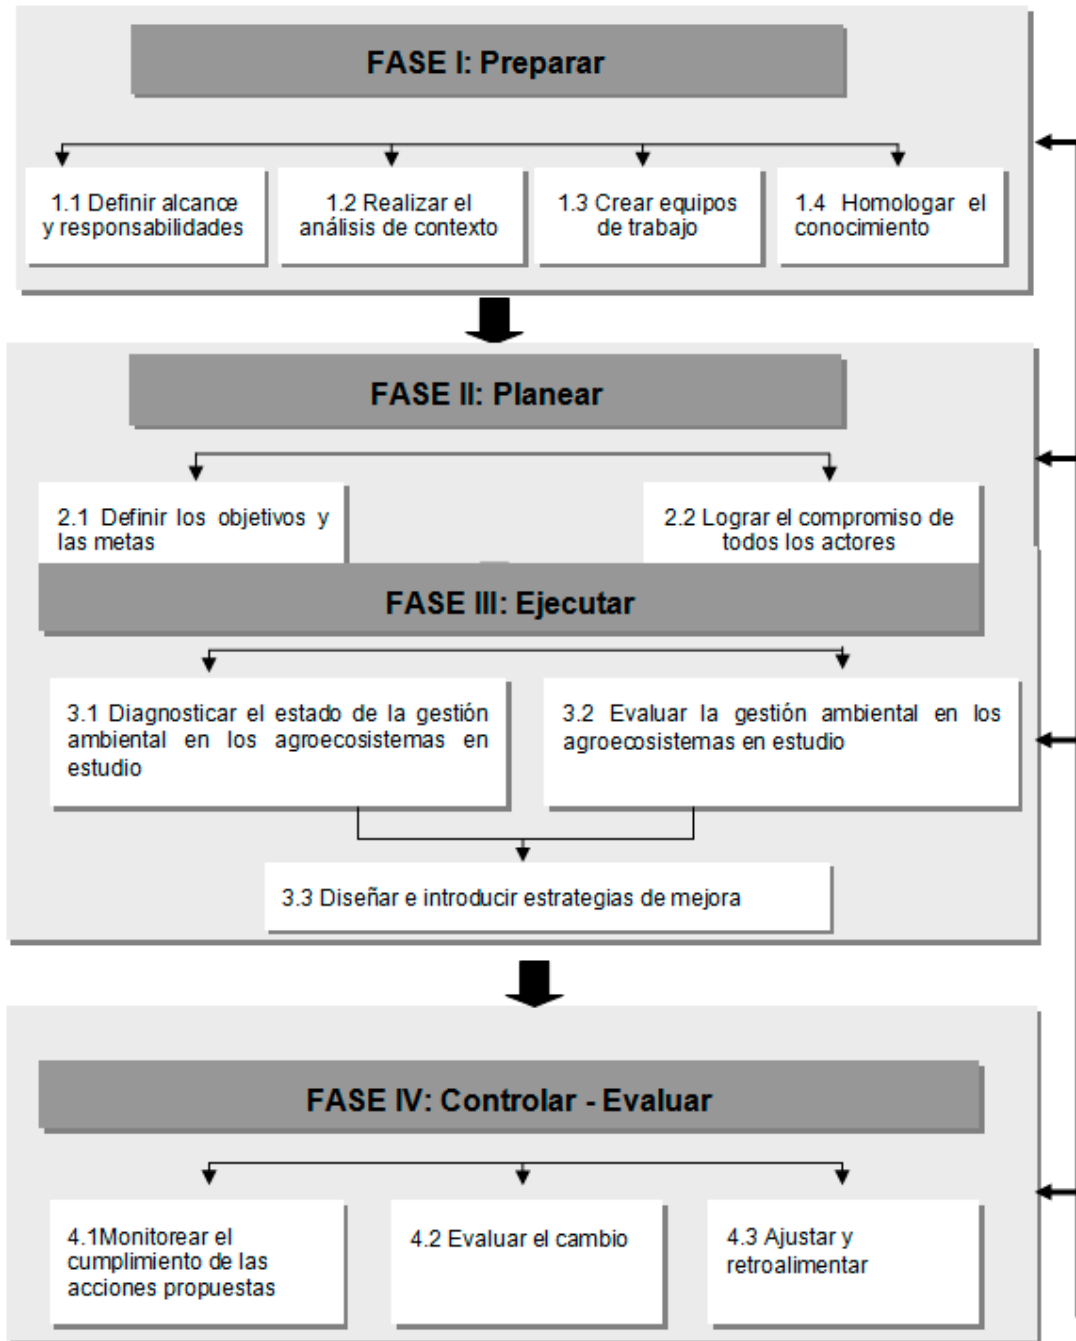 FASE I: Preparar
1.1 Definir alcance
y responsabilidades
1.2 Realizar el
análisis de contexto
1.3 Crear equipos
de trabajo
1.4 Homologar el
conocimiento
FASE II: Planear
2.1 Definir los objetivos y
las metas
2.2 Lograr el compromiso de
todos los actores
FASE III: Ejecutar
3.1 Diagnosticar el estado de la gestión
ambiental en los agroecosistemas en
estudio
3.2 Evaluar la gestión ambiental en los
agroecosistemas en estudio
3.3 Diseñar e introducir estrategias de mejora
FASE IV: Controlar - Evaluar
4.1Monitorear el
cumplimiento de las
acciones propuestas
4.2 Evaluar el cambio
4.3 Ajustar y
retroalimentar